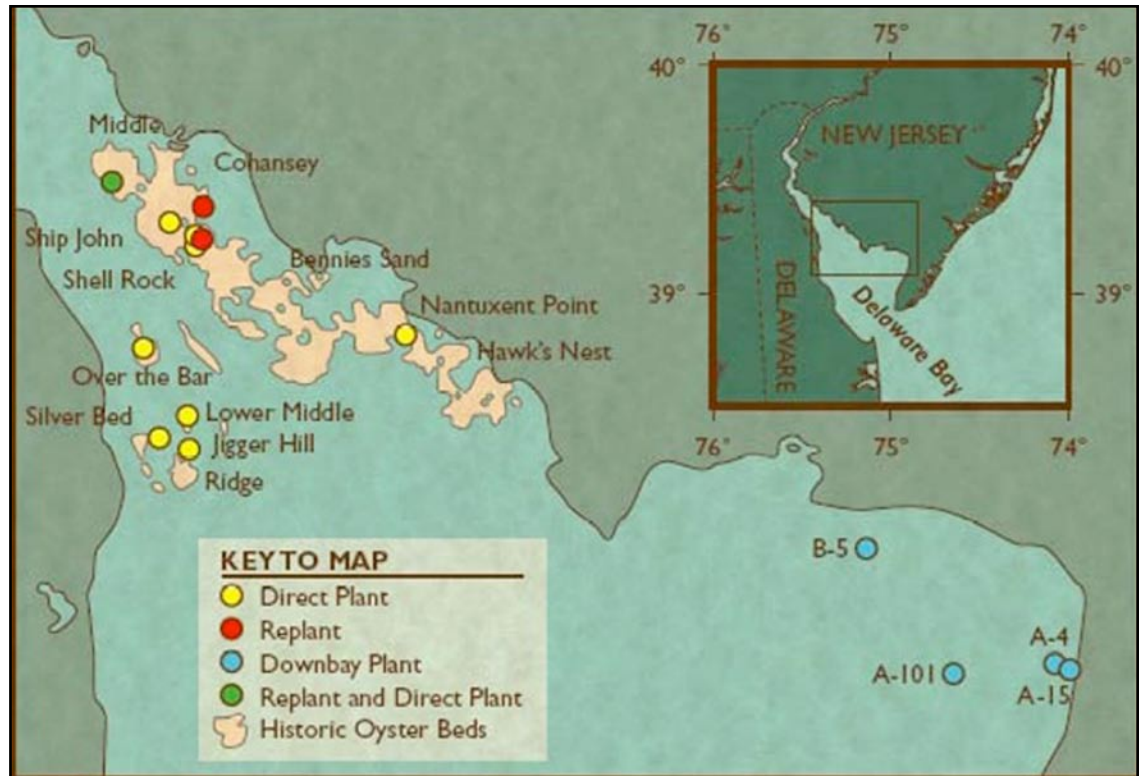 76°
75°
74°
40°
40°
NEW JERSEY
Middle
Cohansey
Ship John
Bennies Sand
Shell Rock
39°
39°
DELAWARE
Delaware Bay
Nantuxent Point
Hawk's Nest
Over the Bar
Silver Bed
Lower Middle
Jigger Hill
Ridge
76°
75°
74°
B-5
A-4
A-101
A-15
KEY TO MAP
Direct Plant
Replant
Downbay Plant
Replant and Direct Plant
Historic Oyster Beds